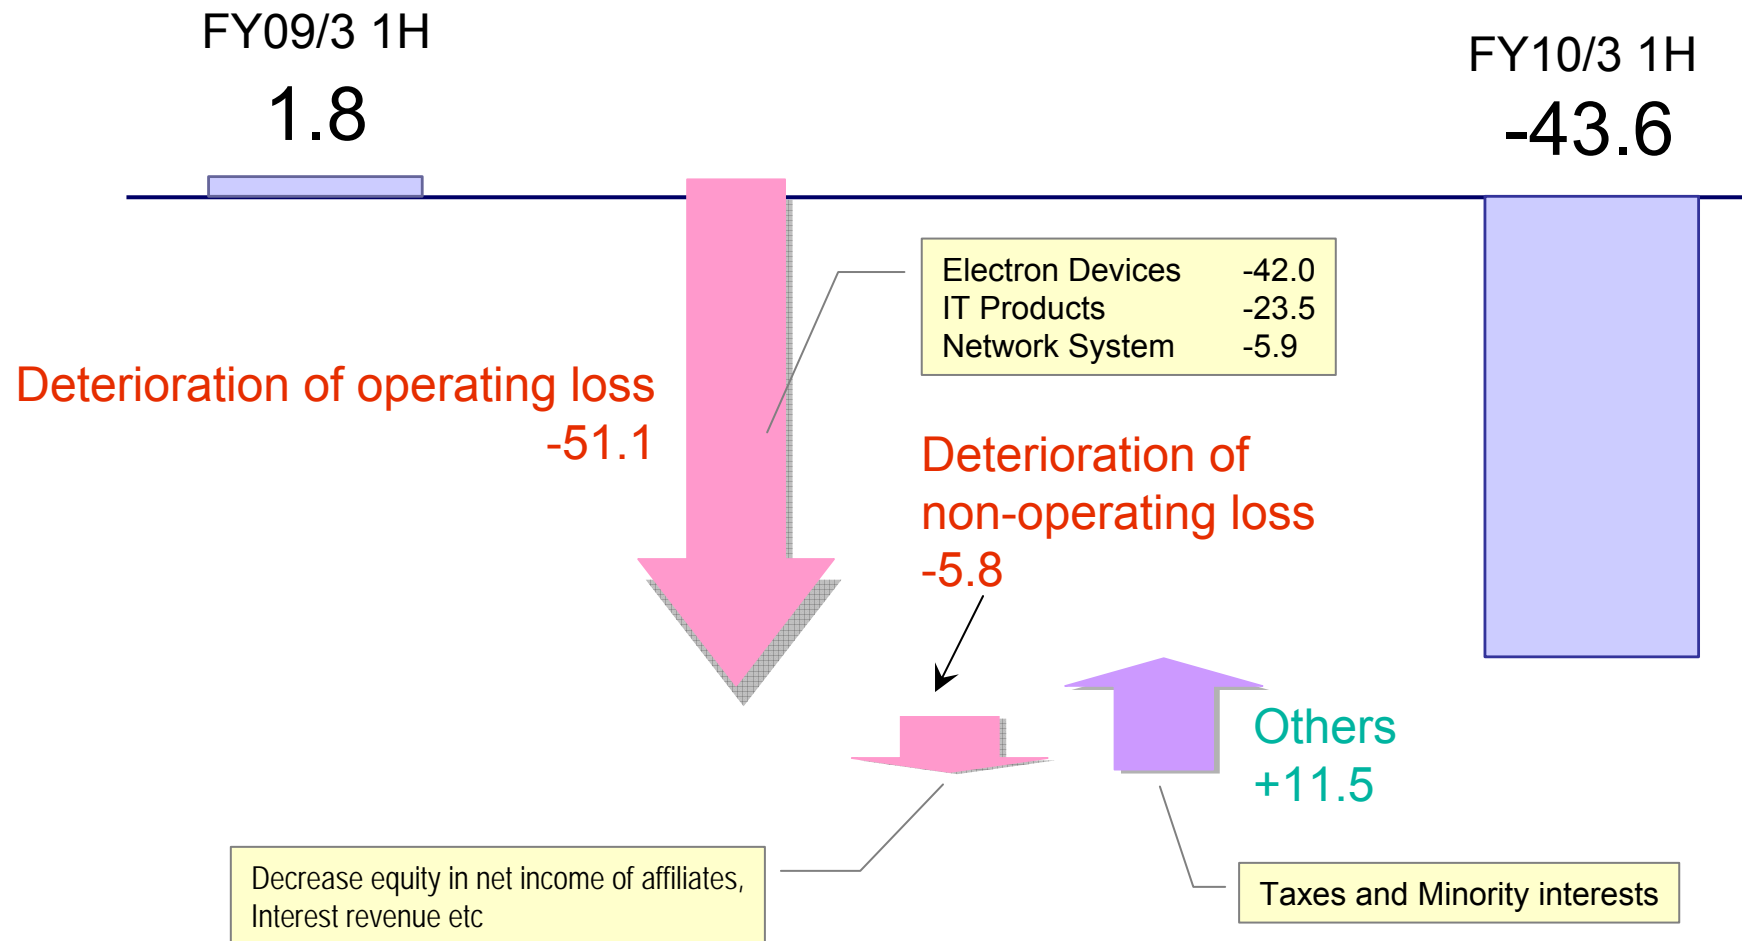 FY09/3 1H
1.8
FY10/3 1H
-43.6
Electron Devices -42.0
IT Products -23.5
Network System -5.9
Deterioration of operating loss
-51.1
Deterioration of
non-operating loss
-5.8
Others
+11.5
Decrease equity in net income of affiliates,
Interest revenue etc
Taxes and Minority interests